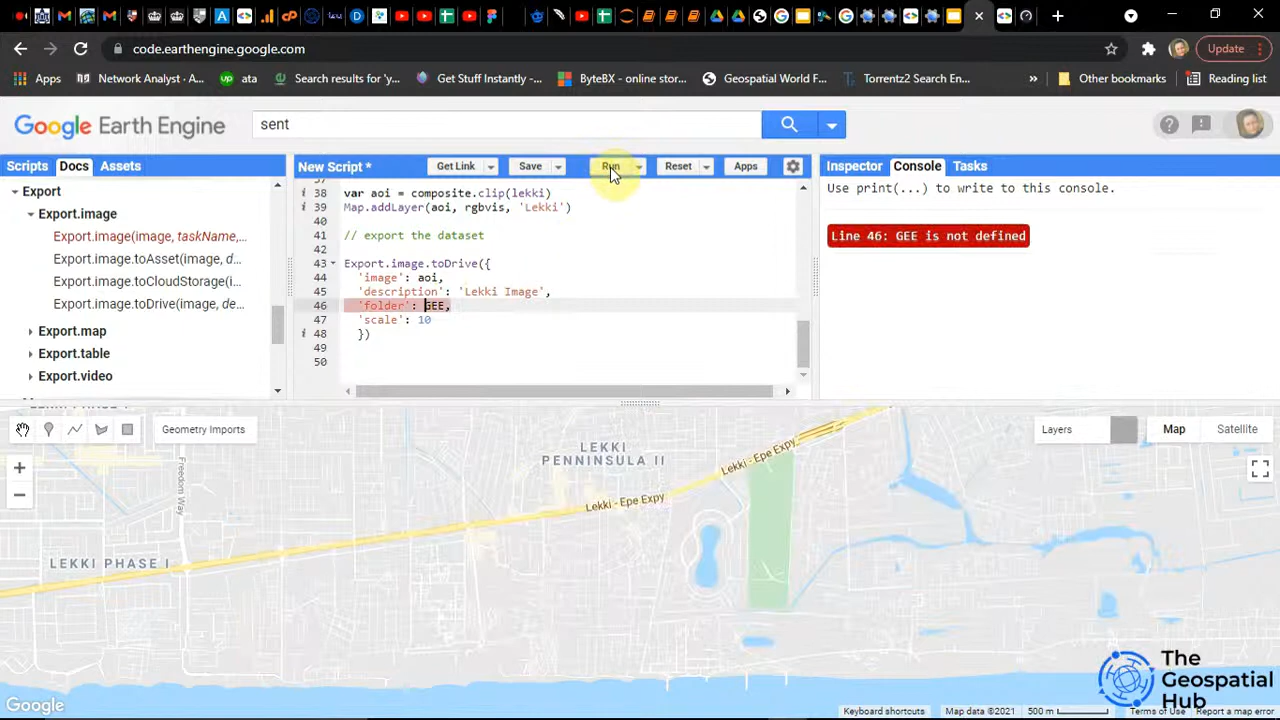 Update
code.earthengine.google.com
Apps
Network Analyst - A...
ata
Search results for 'y...
Get Stuff Instantly -...
ByteBX - online stor...
Geospatial World F...
Torrentz2 Search En...
»
Other bookmarks
Reading list
Google Earth Engine
sent
Scripts
Docs
Assets
New Script *
Get Link
Save
Run
Reset
Apps
Inspector
Console
Tasks
Export
Export.image
Export.image(image, taskName,...
Export.image.toAsset(image, d...
Export.image.toCloudStorage(i...
Export.image.toDrive(image, de...
Export.map
Export.table
Export.video
38 var aoi = composite.clip(lekki)
39 Map.addLayer(aoi, rgbvis, 'Lekki')
40
41 // export the dataset
42
43 Export.image.toDrive({
44 'image': aoi,
45 'description': 'Lekki Image',
46 'folder': GEE,
47 'scale': 10
48 })
49
50
Use print(...) to write to this console.
Line 46: GEE is not defined
Geometry Imports
Layers
Map
Satellite
LEKKI
PENNINSULA II
Lekki - Epe Expy
Lekki - Epe Expy
Freedom Way
LEKKI PHASE I
The
Geospatial
Hub
Google
Keyboard shortcuts
Map data ©2021
500 m
Terms of Use
Report a map error